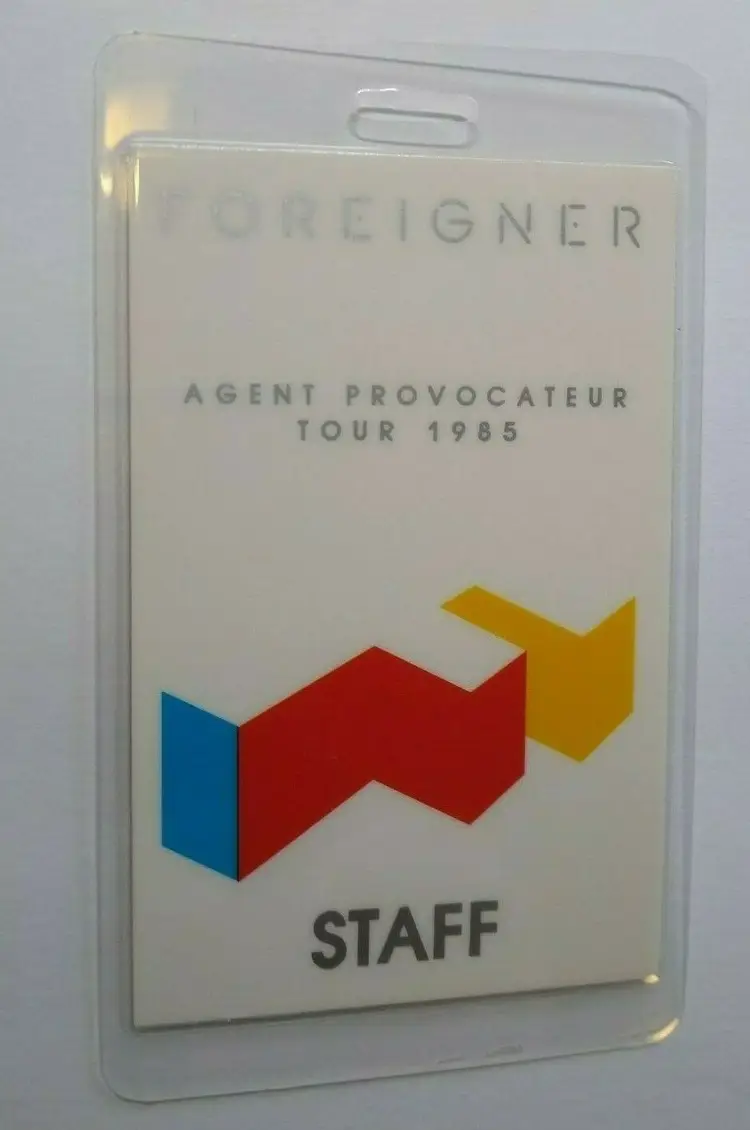 FOREIGNER
AGENT PROVOCATEUR
TOUR 1985
STAFF